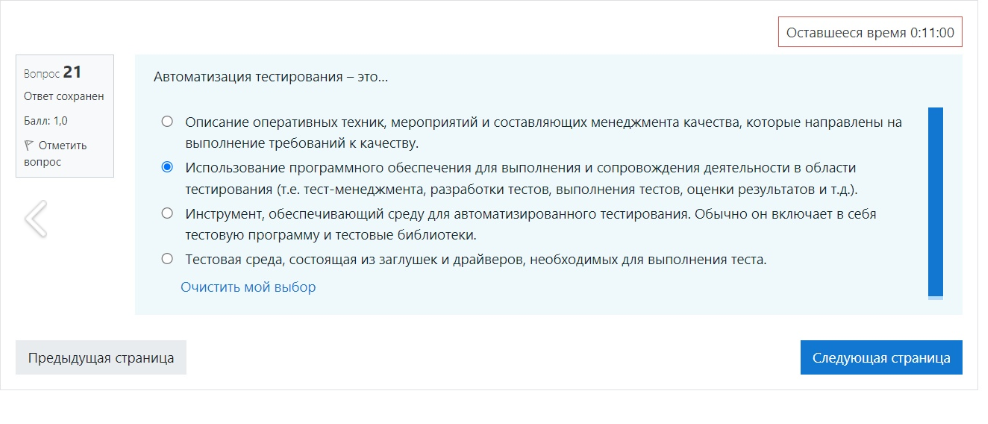 Оставшееся время 0:11:00
Вопрос 21
Ответ сохранен
Балл: 1,0
Отметить
вопрос
Автоматизация тестирования – это...
Описание оперативных техник, мероприятий и составляющих менеджмента качества, которые направлены на
выполнение требований к качеству.
Использование программного обеспечения для выполнения и сопровождения деятельности в области
тестирования (т.е. тест-менеджмента, разработки тестов, выполнения тестов, оценки результатов и т.д.).
Инструмент, обеспечивающий среду для автоматизированного тестирования. Обычно он включает в себя
тестовую программу и тестовые библиотеки.
Тестовая среда, состоящая из заглушек и драйверов, необходимых для выполнения теста.
Очистить мой выбор
Предыдущая страница
Следующая страница